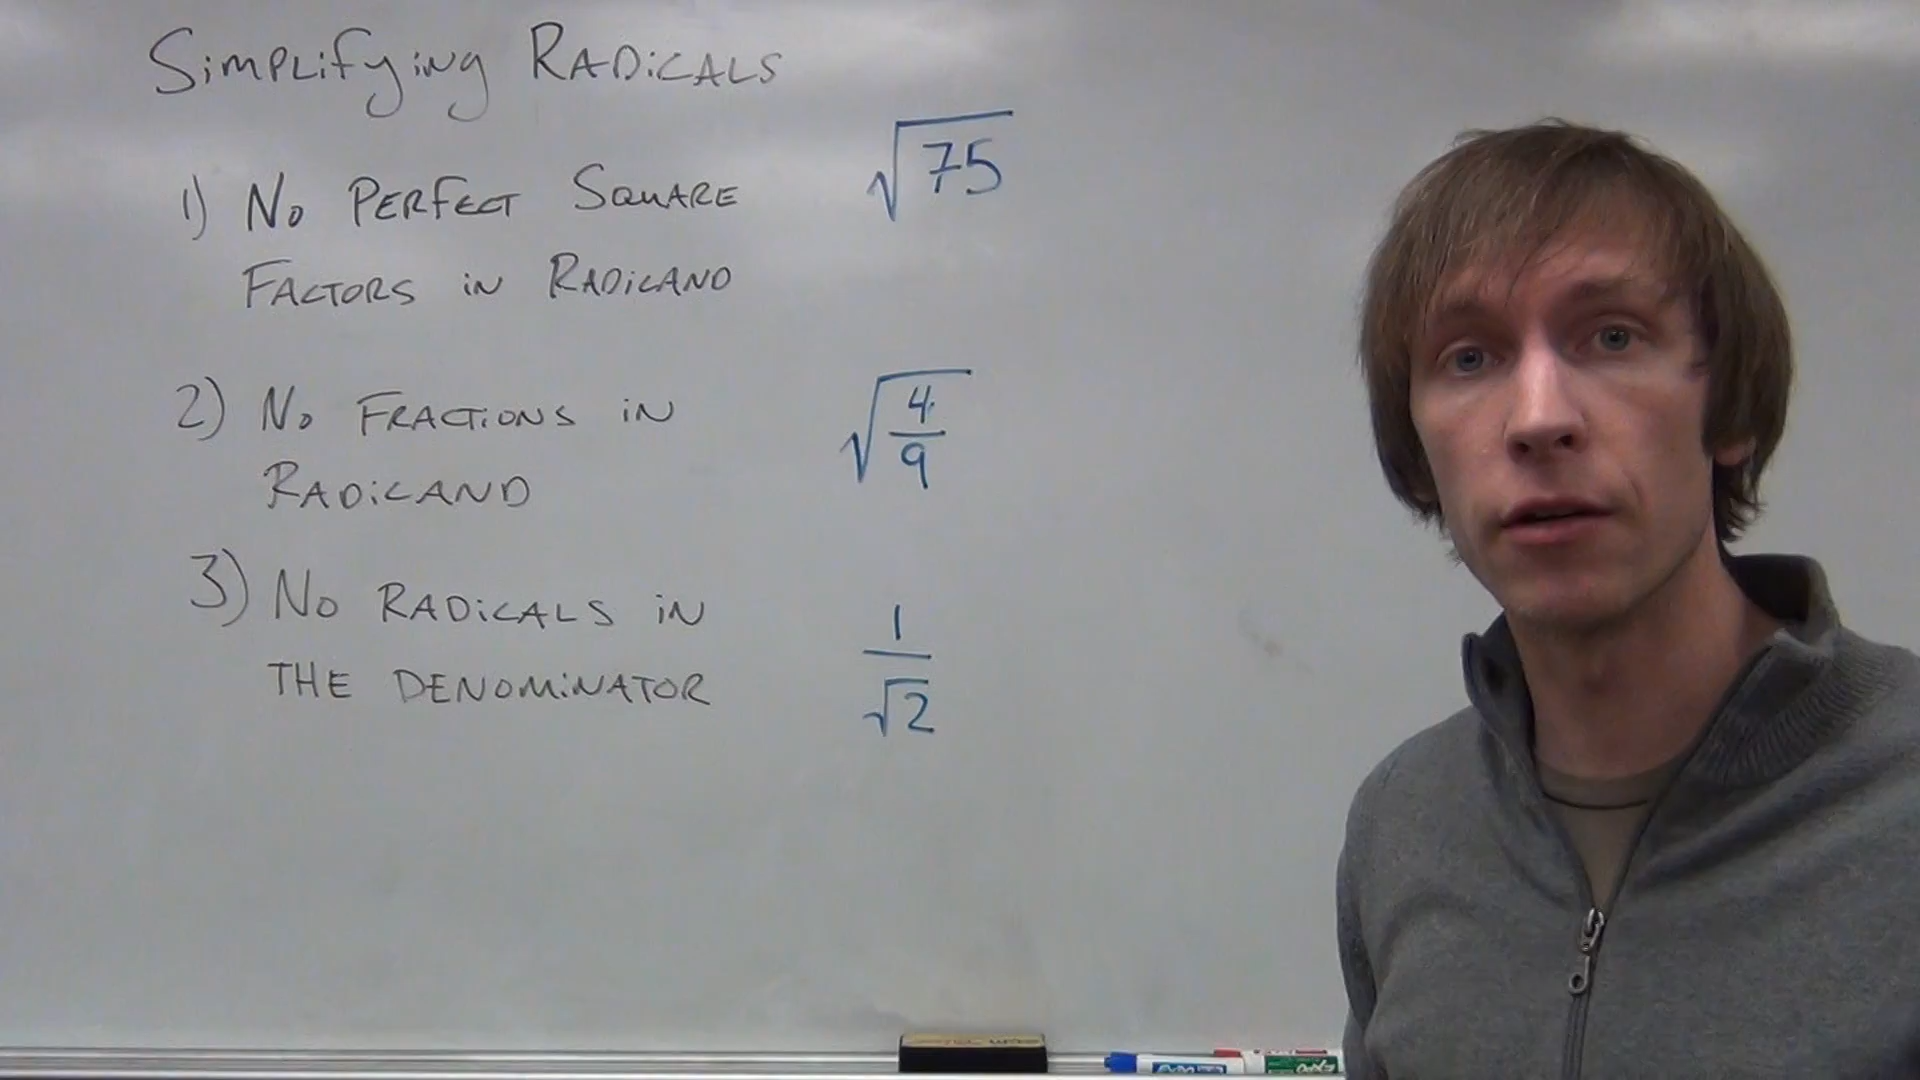 Simplifying Radicals
1) No Perfect Square
Factors in Radicand
√75
2) No Fractions in
Radicand
√(4/9)
3) No Radicals in
the Denominator
1
√2
EXPO